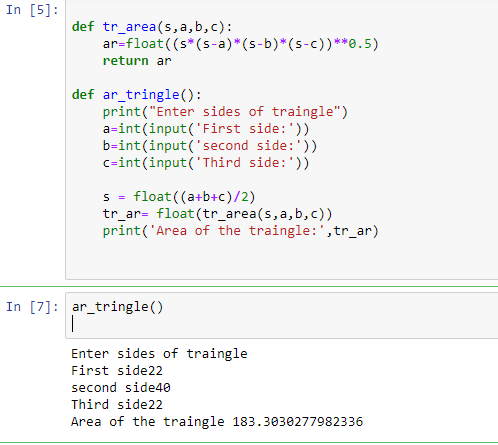 In [5]:
def tr_area(s,a,b,c):
    ar=float((s*(s-a)*(s-b)*(s-c))**0.5)
    return ar
def ar_tringle():
    print("Enter sides of traingle")
    a=int(input('First side:'))
    b=int(input('second side:'))
    c=int(input('Third side:'))
    s = float((a+b+c)/2)
    tr_ar= float(tr_area(s,a,b,c))
    print('Area of the traingle:',tr_ar)
In [7]: ar_tringle()
Enter sides of traingle
First side22
second side40
Third side22
Area of the traingle 183.3030277982336